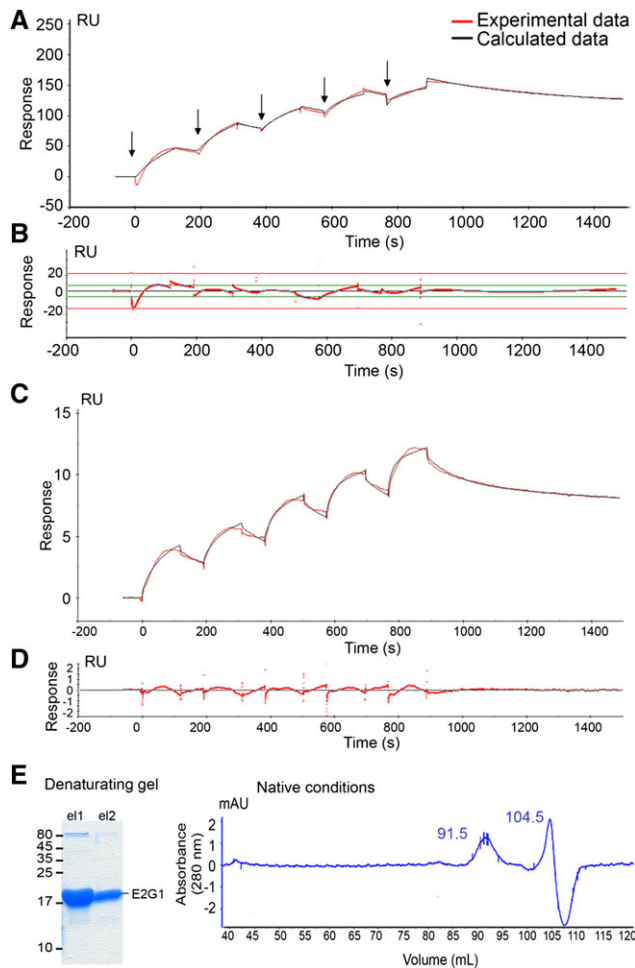 A
RU
Experimental data
Calculated data
250
200
150
100
50
0
-50
Response
-200 0 200 400 600 800 1000 1200 1400
Time (s)
B
RU
20
0
-20
Response
-200 0 200 400 600 800 1000 1200 1400
Time (s)
C
RU
15
10
5
0
Response
-200 0 200 400 600 800 1000 1200 1400
Time (s)
D
RU
2
1
0
-1
-2
Response
-200 0 200 400 600 800 1000 1200 1400
Time (s)
E
Denaturating gel
el1 el2
80
45
35
25
17
10
E2G1
Native conditions
mAU
91.5
104.5
2
1
0
-1
-2
Absorbance
(280 nm)
40 45 50 55 60 65 70 75 80 85 90 95 100 105 110 115 120
Volume (mL)